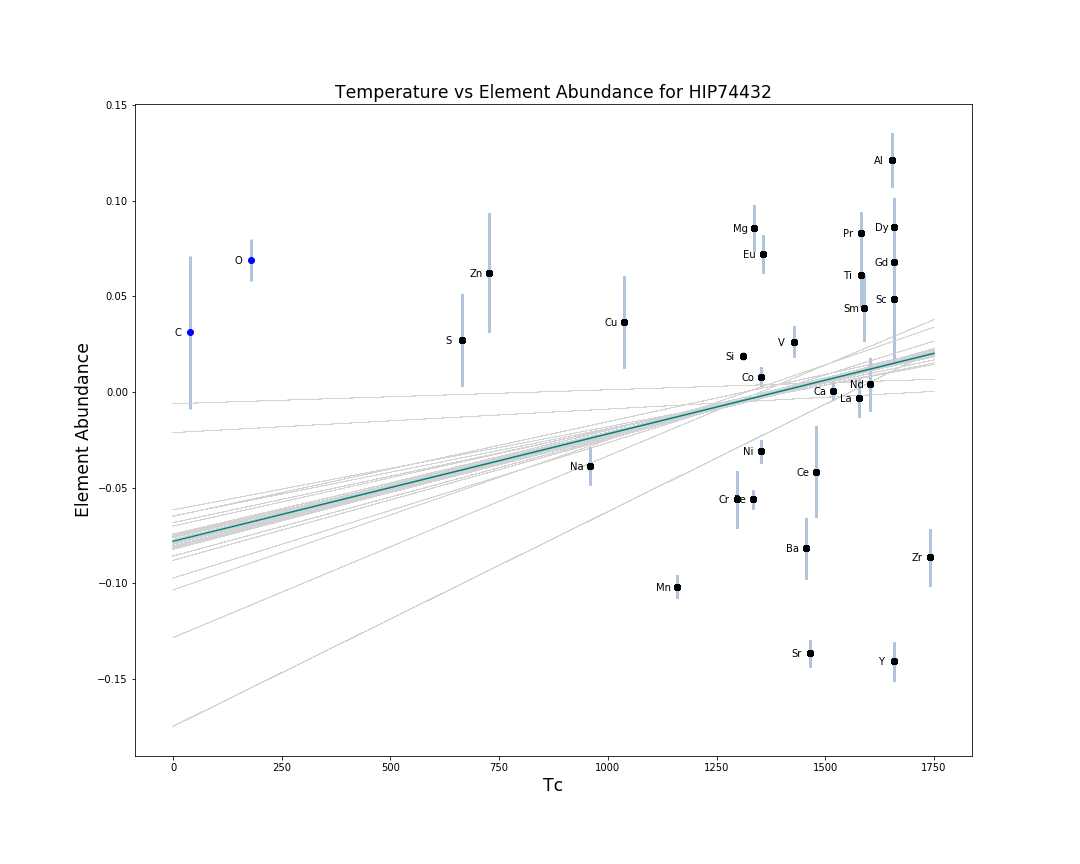 Temperature vs Element Abundance for HIP74432
Element Abundance
0.15
0.10
0.05
0.00
−0.05
−0.10
−0.15
Al
Mg
Pr
Dy
Eu
O
Gd
Zn
Ti
Sc
Sm
Cu
C
S
V
Si
Co
Nd
Ca
La
Ni
Na
Ce
Cr
e
Ba
Zr
Mn
Sr
Y
0
250
500
750
1000
1250
1500
1750
Tc